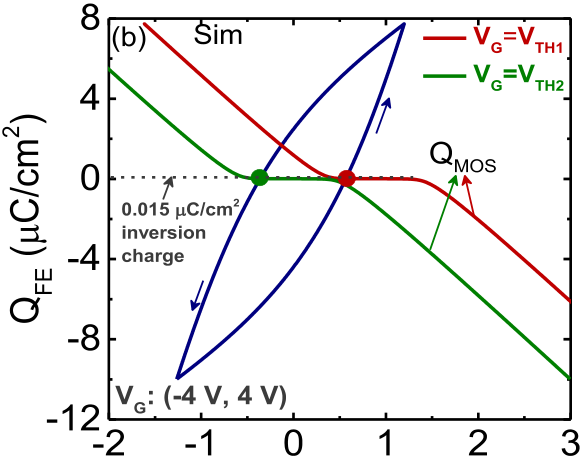 (b) Sim
V_G=V_TH1
V_G=V_TH2
8
4
0
-4
-8
-12
Q_FE (μC/cm²)
Q_MOS
0.015 μC/cm²
inversion
charge
V_G: (-4 V, 4 V)
-2 -1 0 1 2 3